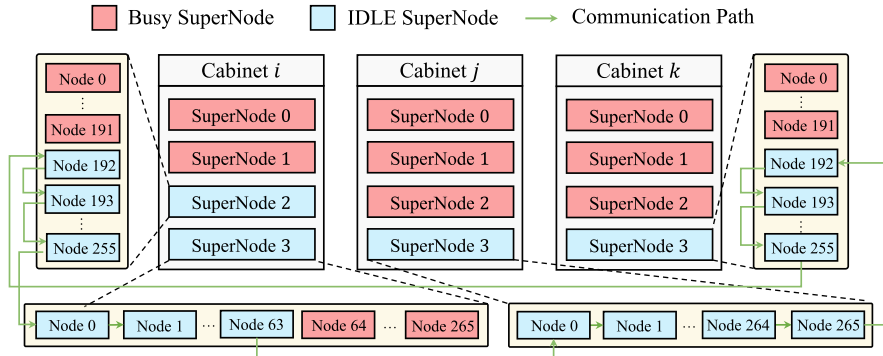 Busy SuperNode IDLE SuperNode Communication Path
Cabinet i
SuperNode 0
SuperNode 1
SuperNode 2
SuperNode 3
Cabinet j
SuperNode 0
SuperNode 1
SuperNode 2
SuperNode 3
Cabinet k
SuperNode 0
SuperNode 1
SuperNode 2
SuperNode 3
Node 0
⋮
Node 191
Node 192
Node 193
⋮
Node 255
Node 0
⋮
Node 191
Node 192
Node 193
⋮
Node 255
Node 0 Node 1 ··· Node 63 Node 64 ··· Node 265
Node 0 Node 1 ··· Node 264 Node 265